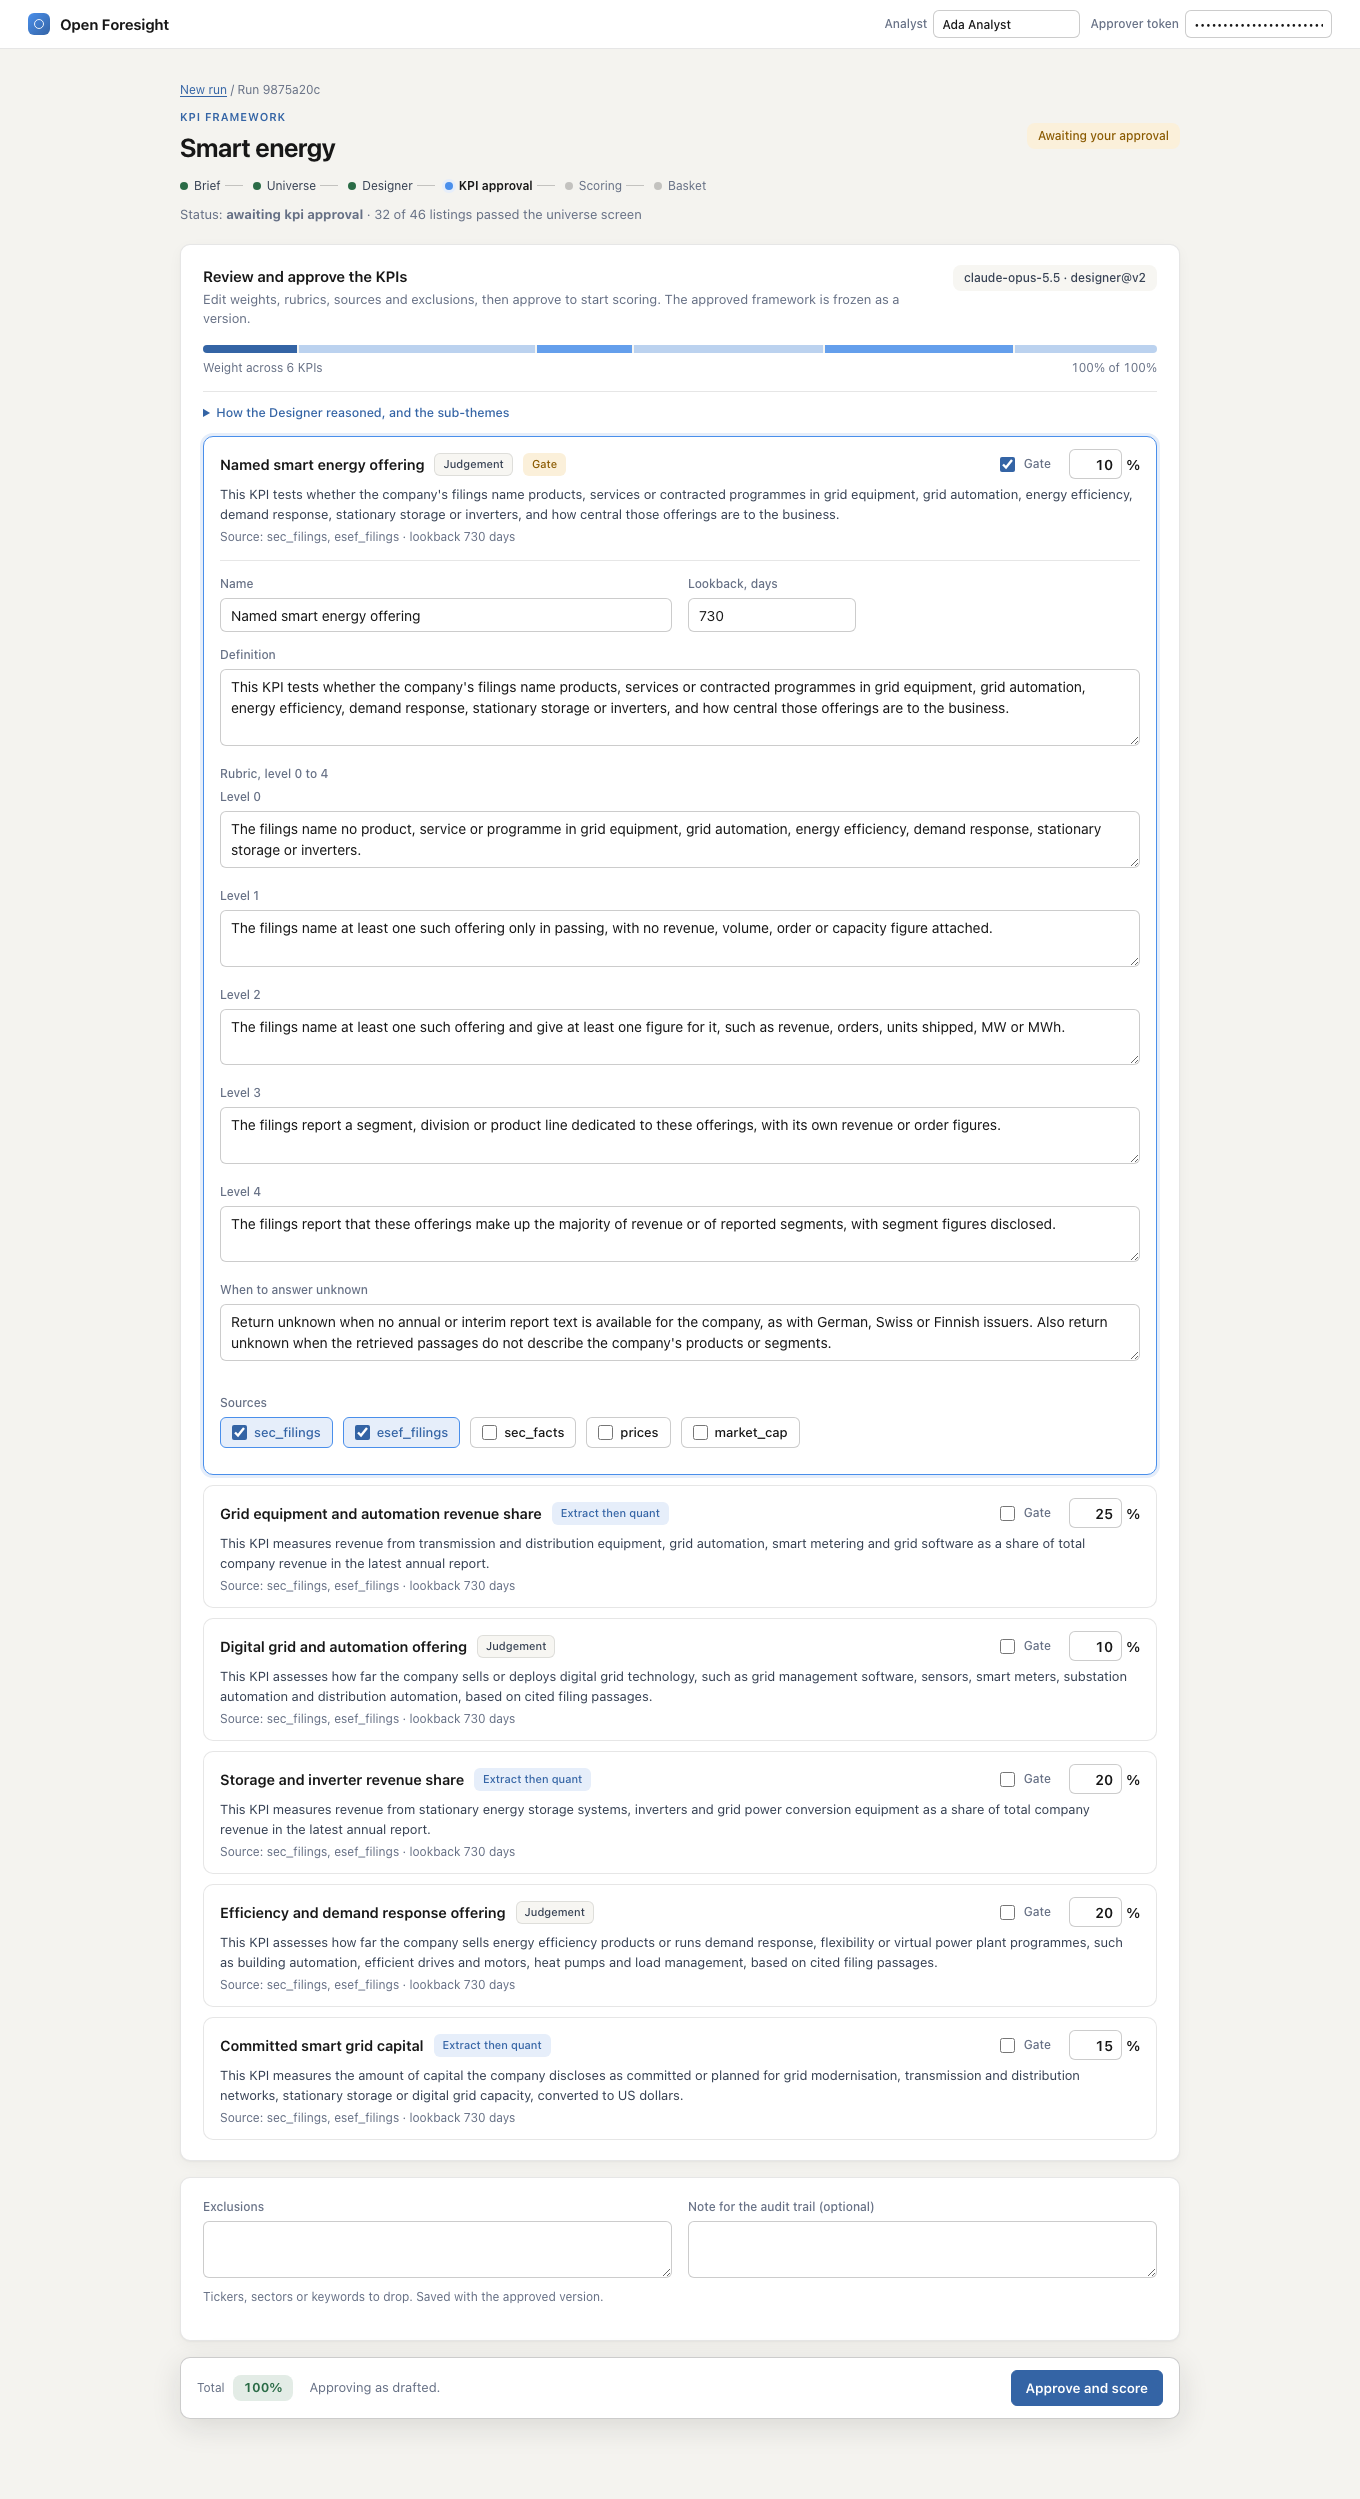 Open Foresight
Analyst
Ada Analyst
Approver token
New run / Run 9875a20c
KPI FRAMEWORK
Smart energy
Awaiting your approval
Brief
Universe
Designer
KPI approval
Scoring
Basket
Status: awaiting kpi approval · 32 of 46 listings passed the universe screen
Review and approve the KPIs
claude-opus-5.5 · designer@v2
Edit weights, rubrics, sources and exclusions, then approve to start scoring. The approved framework is frozen as a
version.
Weight across 6 KPIs
100% of 100%
How the Designer reasoned, and the sub-themes
Named smart energy offering
Judgement
Gate
Gate
10 %
This KPI tests whether the company's filings name products, services or contracted programmes in grid equipment, grid automation, energy efficiency,
demand response, stationary storage or inverters, and how central those offerings are to the business.
Source: sec_filings, esef_filings · lookback 730 days
Name
Lookback, days
Named smart energy offering
730
Definition
This KPI tests whether the company's filings name products, services or contracted programmes in grid equipment, grid automation,
energy efficiency, demand response, stationary storage or inverters, and how central those offerings are to the business.
Rubric, level 0 to 4
Level 0
The filings name no product, service or programme in grid equipment, grid automation, energy efficiency, demand response, stationary
storage or inverters.
Level 1
The filings name at least one such offering only in passing, with no revenue, volume, order or capacity figure attached.
Level 2
The filings name at least one such offering and give at least one figure for it, such as revenue, orders, units shipped, MW or MWh.
Level 3
The filings report a segment, division or product line dedicated to these offerings, with its own revenue or order figures.
Level 4
The filings report that these offerings make up the majority of revenue or of reported segments, with segment figures disclosed.
When to answer unknown
Return unknown when no annual or interim report text is available for the company, as with German, Swiss or Finnish issuers. Also return
unknown when the retrieved passages do not describe the company's products or segments.
Sources
sec_filings
esef_filings
sec_facts
prices
market_cap
Grid equipment and automation revenue share
Extract then quant
Gate
25 %
This KPI measures revenue from transmission and distribution equipment, grid automation, smart metering and grid software as a share of total
company revenue in the latest annual report.
Source: sec_filings, esef_filings · lookback 730 days
Digital grid and automation offering
Judgement
Gate
10 %
This KPI assesses how far the company sells or deploys digital grid technology, such as grid management software, sensors, smart meters, substation
automation and distribution automation, based on cited filing passages.
Source: sec_filings, esef_filings · lookback 730 days
Storage and inverter revenue share
Extract then quant
Gate
20 %
This KPI measures revenue from stationary energy storage systems, inverters and grid power conversion equipment as a share of total company
revenue in the latest annual report.
Source: sec_filings, esef_filings · lookback 730 days
Efficiency and demand response offering
Judgement
Gate
20 %
This KPI assesses how far the company sells energy efficiency products or runs demand response, flexibility or virtual power plant programmes, such
as building automation, efficient drives and motors, heat pumps and load management, based on cited filing passages.
Source: sec_filings, esef_filings · lookback 730 days
Committed smart grid capital
Extract then quant
Gate
15 %
This KPI measures the amount of capital the company discloses as committed or planned for grid modernisation, transmission and distribution
networks, stationary storage or digital grid capacity, converted to US dollars.
Source: sec_filings, esef_filings · lookback 730 days
Exclusions
Note for the audit trail (optional)
Tickers, sectors or keywords to drop. Saved with the approved version.
Total
100%
Approving as drafted.
Approve and score